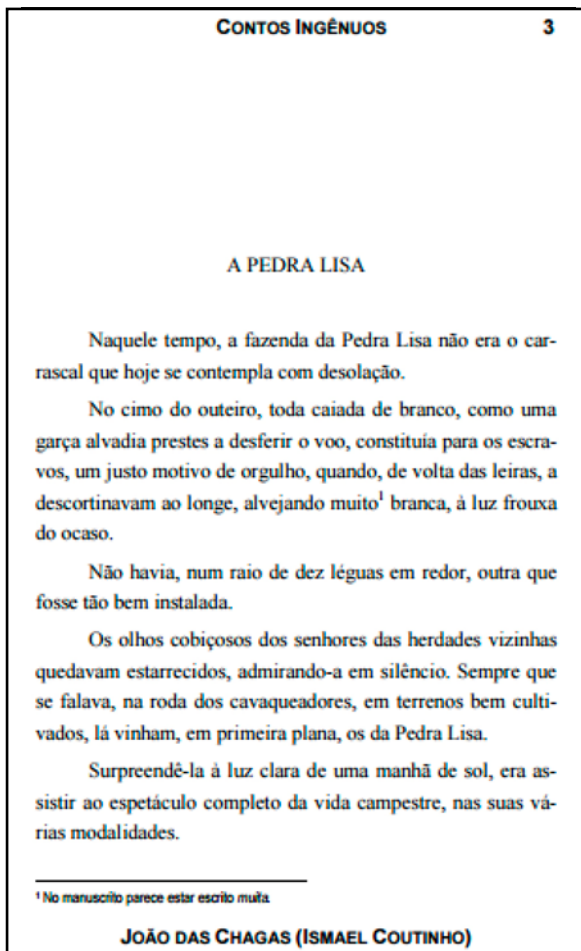 CONTOS INGÊNUOS 3
A PEDRA LISA
Naquele tempo, a fazenda da Pedra Lisa não era o car-
rascal que hoje se contempla com desolação.
No cimo do outeiro, toda caiada de branco, como uma
garça alvadia prestes a desferir o voo, constituía para os escra-
vos, um justo motivo de orgulho, quando, de volta das leiras, a
descortinavam ao longe, alvejando muito¹ branca, à luz frouxa
do ocaso.
Não havia, num raio de dez léguas em redor, outra que
fosse tão bem instalada.
Os olhos cobiçosos dos senhores das herdades vizinhas
quedavam estarrecidos, admirando-a em silêncio. Sempre que
se falava, na roda dos cavaqueadores, em terrenos bem culti-
vados, lá vinham, em primeira plana, os da Pedra Lisa.
Surpreendê-la à luz clara de uma manhã de sol, era as-
sistir ao espetáculo completo da vida campestre, nas suas vá-
rias modalidades.
¹ No manuscrito parece estar escrito muita.
JOÃO DAS CHAGAS (ISMAEL COUTINHO)